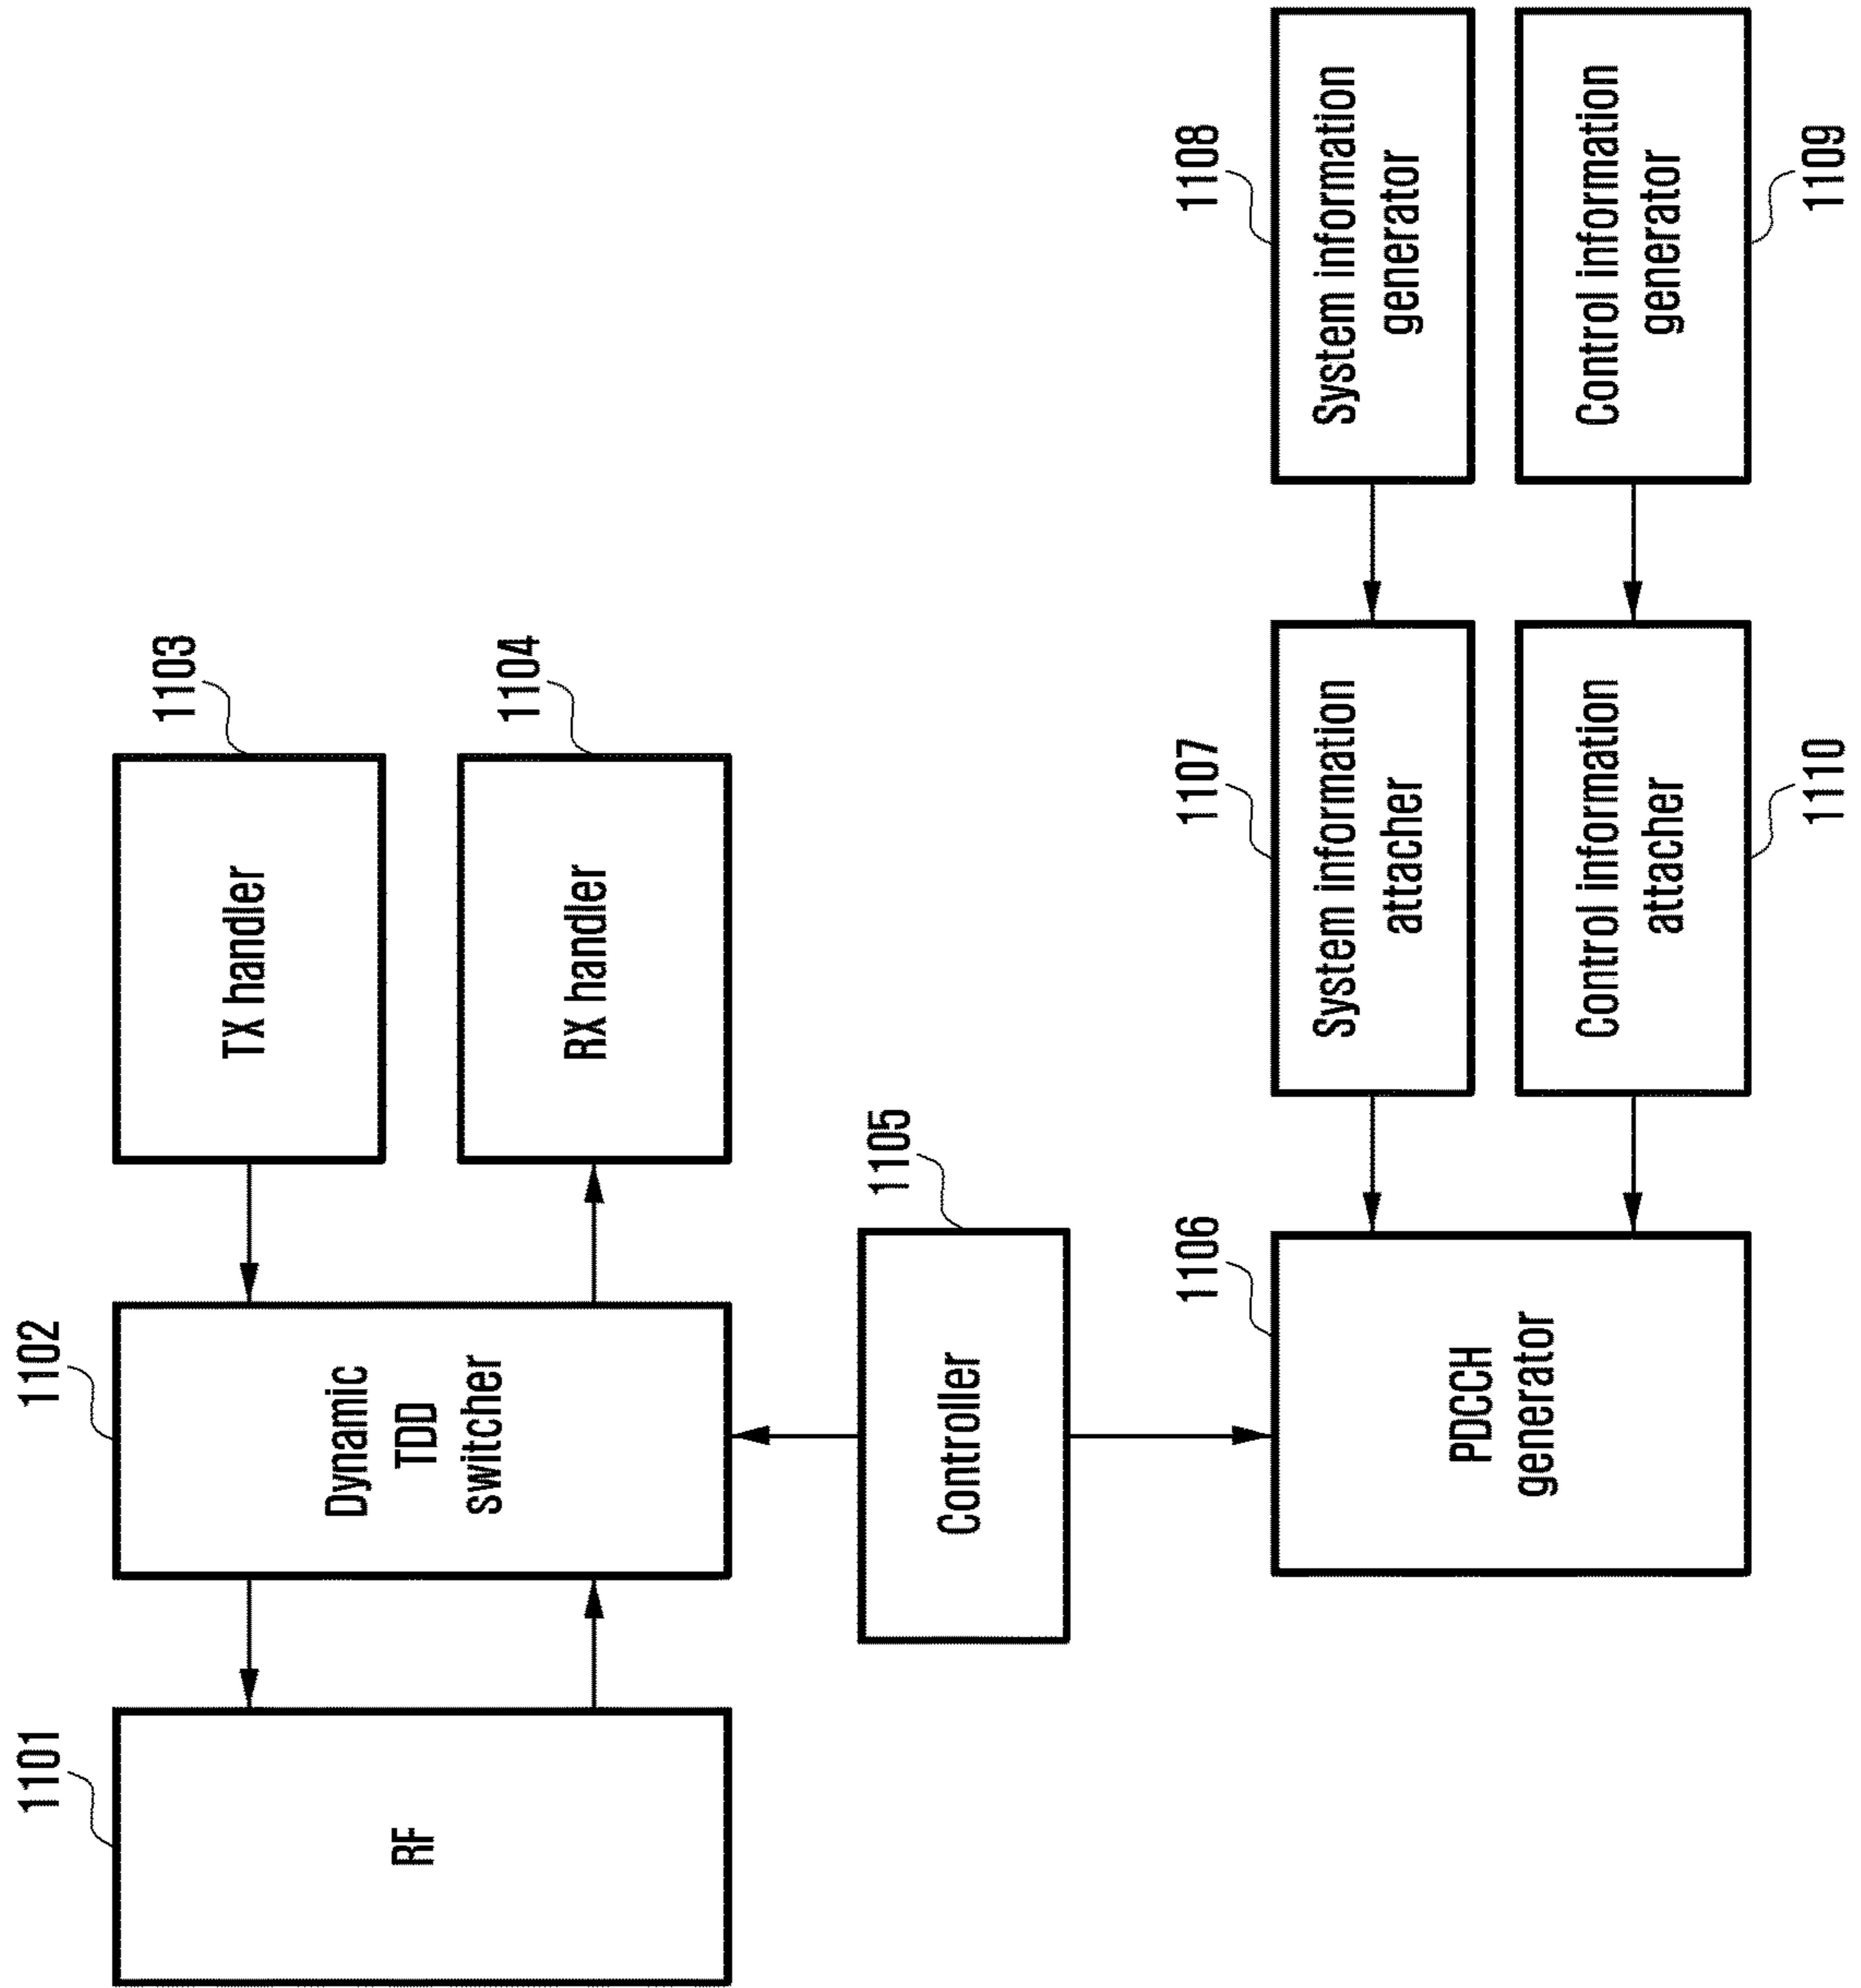 1101
RF
1102
Dynamic
TDD
switcher
1103
TX handler
1104
RX handler
1105
Controller
1106
PDCCH
generator
1107
System information
attacher
1108
System information
generator
1110
Control information
attacher
1109
Control information
generator